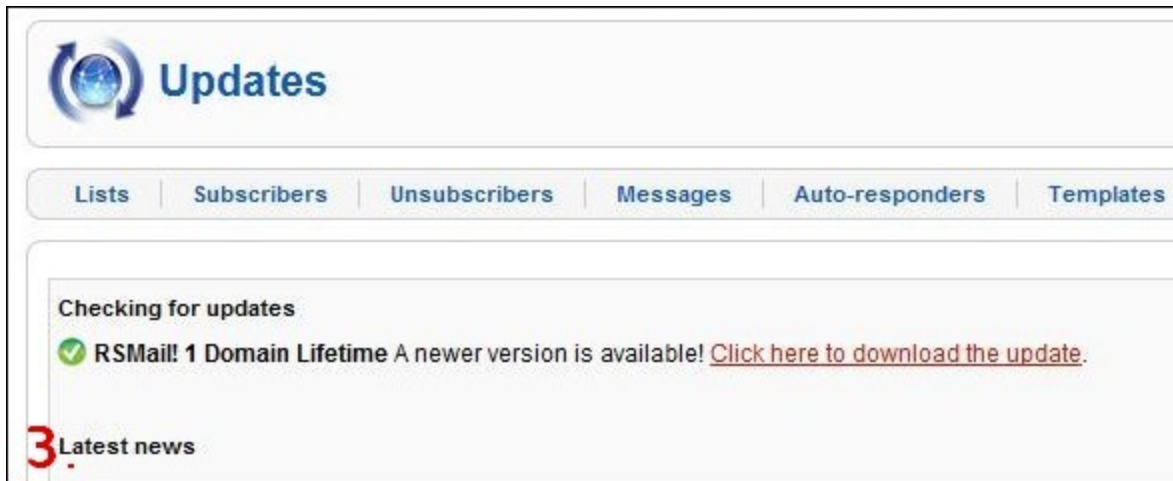 Updates
Lists Subscribers Unsubscribers Messages Auto-responders Templates
Checking for updates
RSMail! 1 Domain Lifetime A newer version is available! Click here to download the update.
3. Latest news